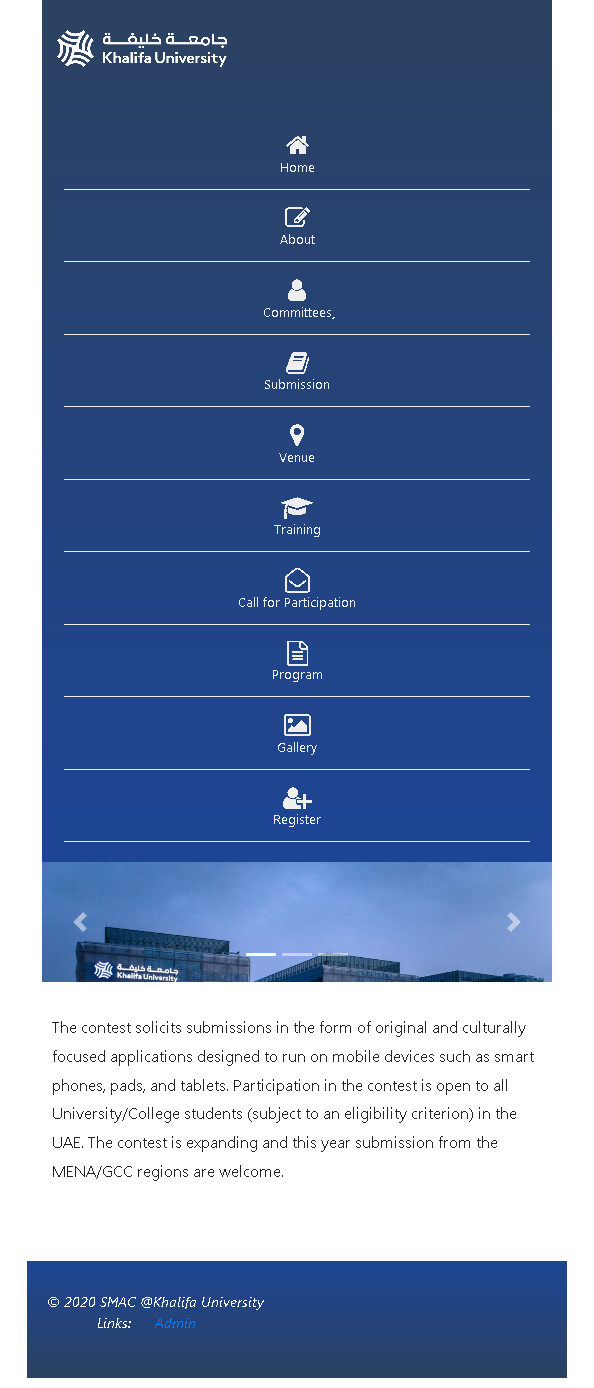 جامعـة خليفـة
Khalifa University
Home
About
Committees,
Submission
Venue
Training
Call for Participation
Program
Gallery
Register
جامعـة خليفـة
Khalifa University
The contest solicits submissions in the form of original and culturally
focused applications designed to run on mobile devices such as smart
phones, pads, and tablets. Participation in the contest is open to all
University/College students (subject to an eligibility criterion) in the
UAE. The contest is expanding and this year submission from the
MENA/GCC regions are welcome.
© 2020 SMAC @Khalifa University
Links: Admin